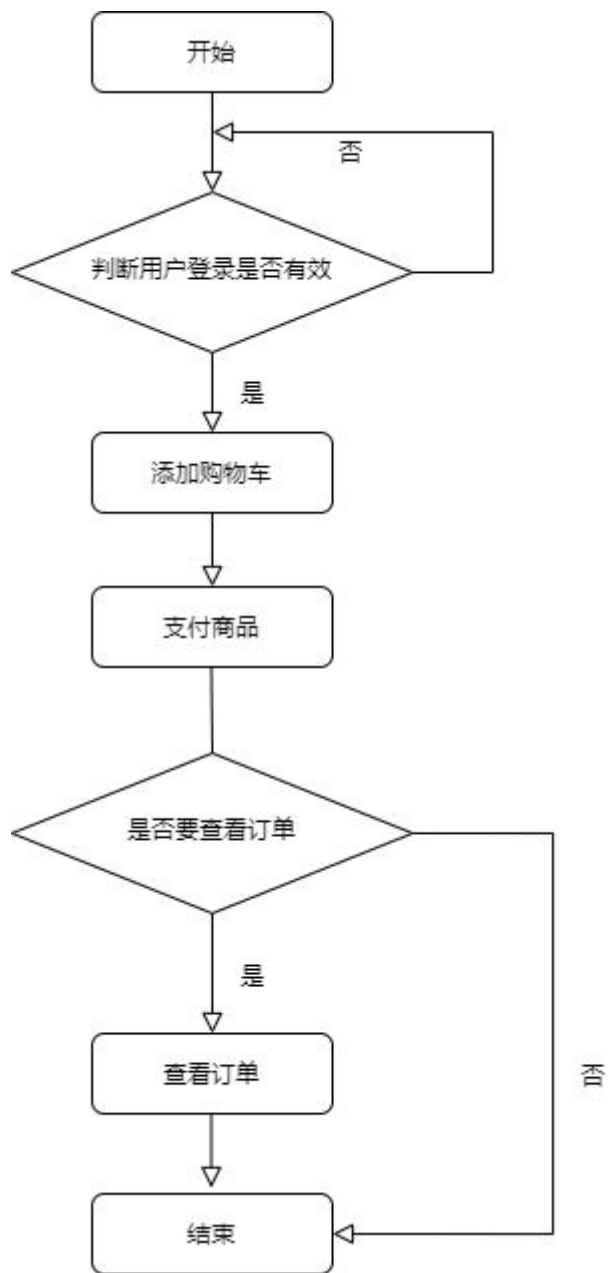 开始
否
判断用户登录是否有效
是
添加购物车
支付商品
是否要查看订单
是
查看订单
否
结束